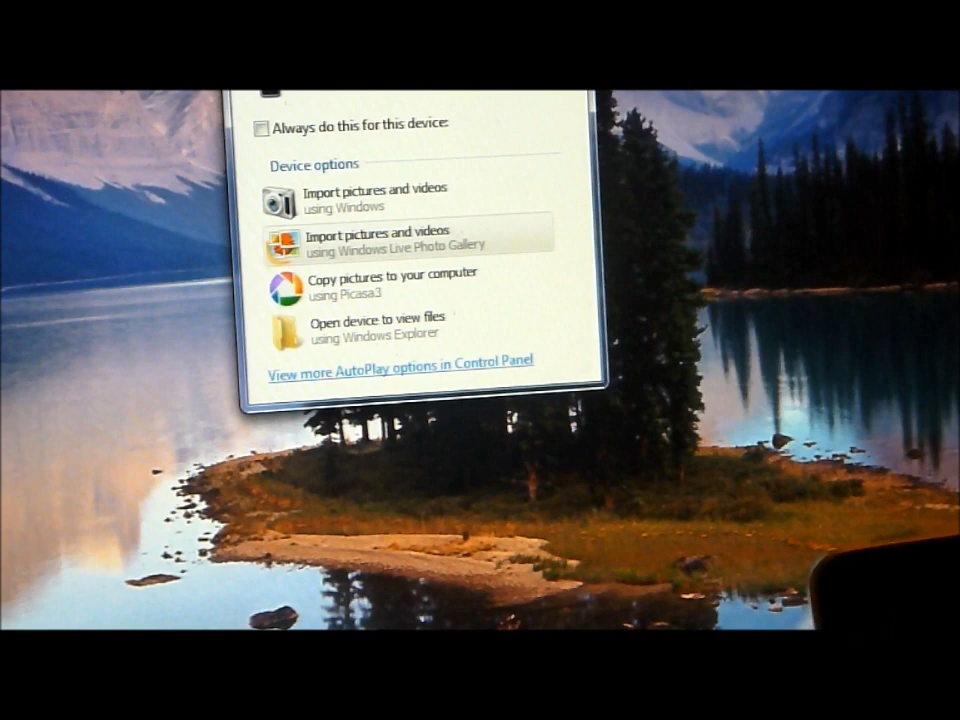 Always do this for this device:
Device options
Import pictures and videos
using Windows
Import pictures and videos
using Windows Live Photo Gallery
Copy pictures to your computer
using Picasa3
Open device to view files
using Windows Explorer
View more AutoPlay options in Control Panel